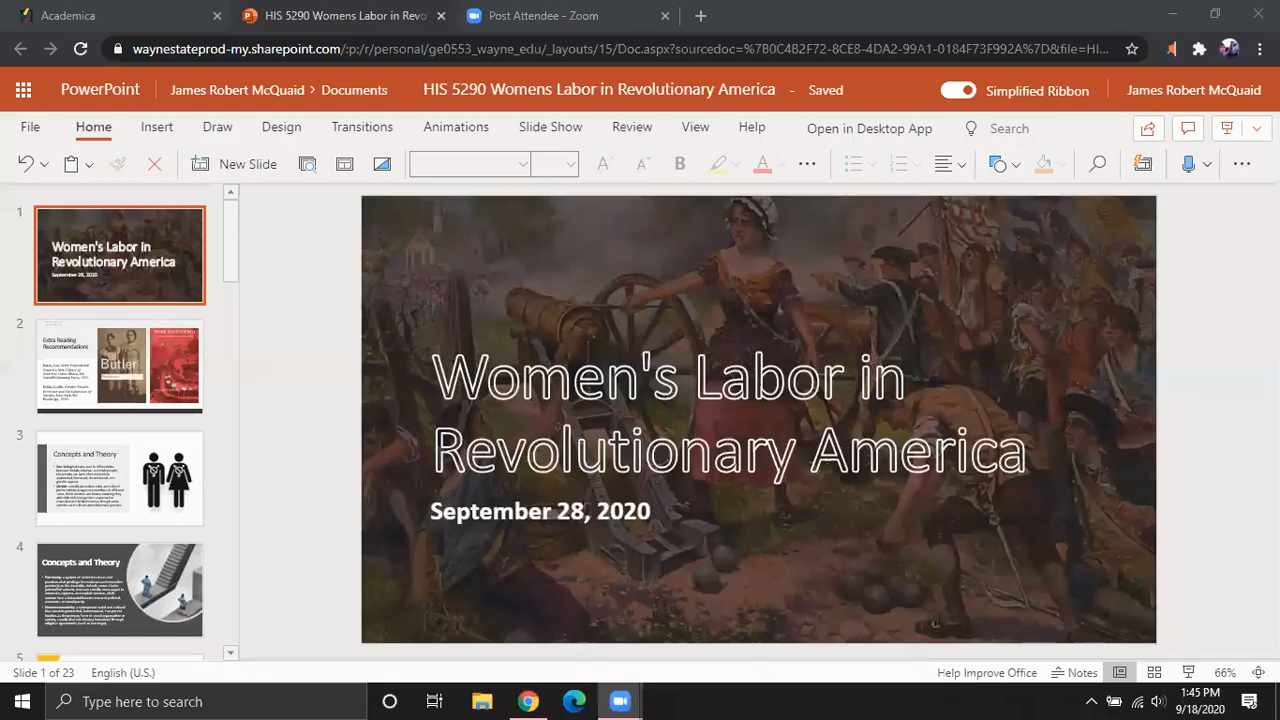 Academica
HIS 5290 Womens Labor in Revo
Post Attendee - Zoom
waynestateprod-my.sharepoint.com/:p:/r/personal/ge0553_wayne_edu/_layouts/15/Doc.aspx?sourcedoc=%7B0C4B2F72-8CE8-4DA2-99A1-0184F73F992A%7D&file=HI...
PowerPoint
James Robert McQuaid > Documents
HIS 5290 Womens Labor in Revolutionary America - Saved
Simplified Ribbon
James Robert McQuaid
File Home Insert Draw Design Transitions Animations Slide Show Review View Help Open in Desktop App Search
New Slide
1
Women's Labor in
Revolutionary America
September 28, 2020
2
Extra Reading
Recommendations
Butler
3
Concepts and Theory
4
Concepts and Theory
5
Women's Labor in
Revolutionary America
September 28, 2020
Slide 1 of 23 English (U.S.)
Help Improve Office Notes 66%
Type here to search
1:45 PM
9/18/2020